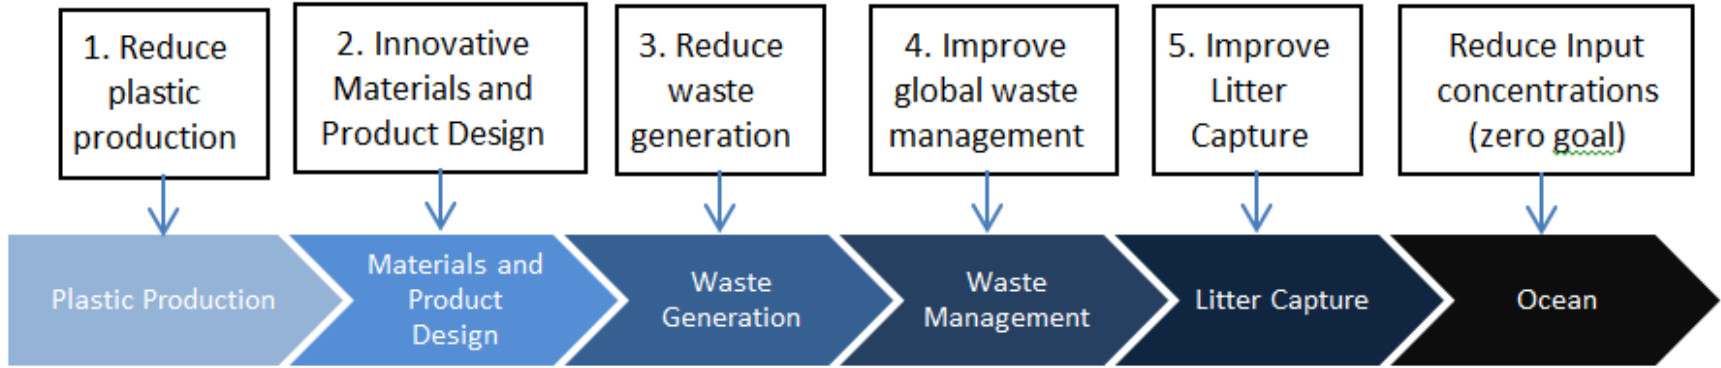 1. Reduce
plastic
production
2. Innovative
Materials and
Product Design
3. Reduce
waste
generation
4. Improve
global waste
management
5. Improve
Litter
Capture
Reduce Input
concentrations
(zero goal)
Plastic Production
Materials and
Product
Design
Waste
Generation
Waste
Management
Litter Capture
Ocean